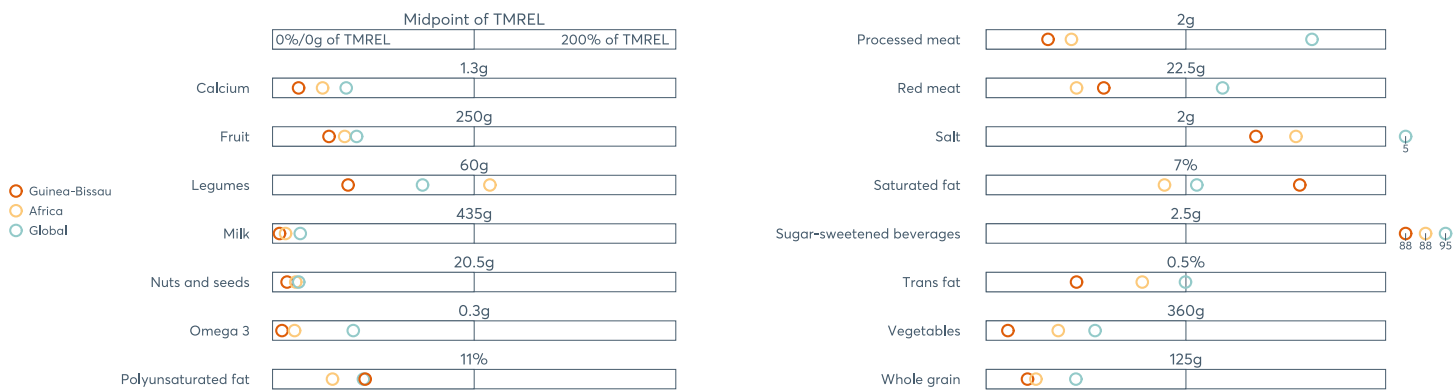 Midpoint of TMREL
0%/0g of TMREL 200% of TMREL
1.3g
Calcium
250g
Fruit
60g
Legumes
435g
Milk
20.5g
Nuts and seeds
0.3g
Omega 3
11%
Polyunsaturated fat
Guinea-Bissau
Africa
Global
2g
Processed meat
22.5g
Red meat
2g
Salt
5
7%
Saturated fat
2.5g
Sugar-sweetened beverages
88 88 95
0.5%
Trans fat
360g
Vegetables
125g
Whole grain